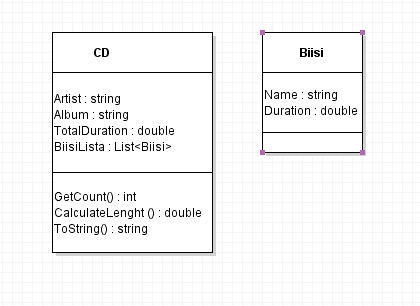 CD
Artist : string
Album : string
TotalDuration : double
BiisiLista : List<Biisi>
GetCount() : int
CalculateLenght () : double
ToString() : string
Biisi
Name : string
Duration : double